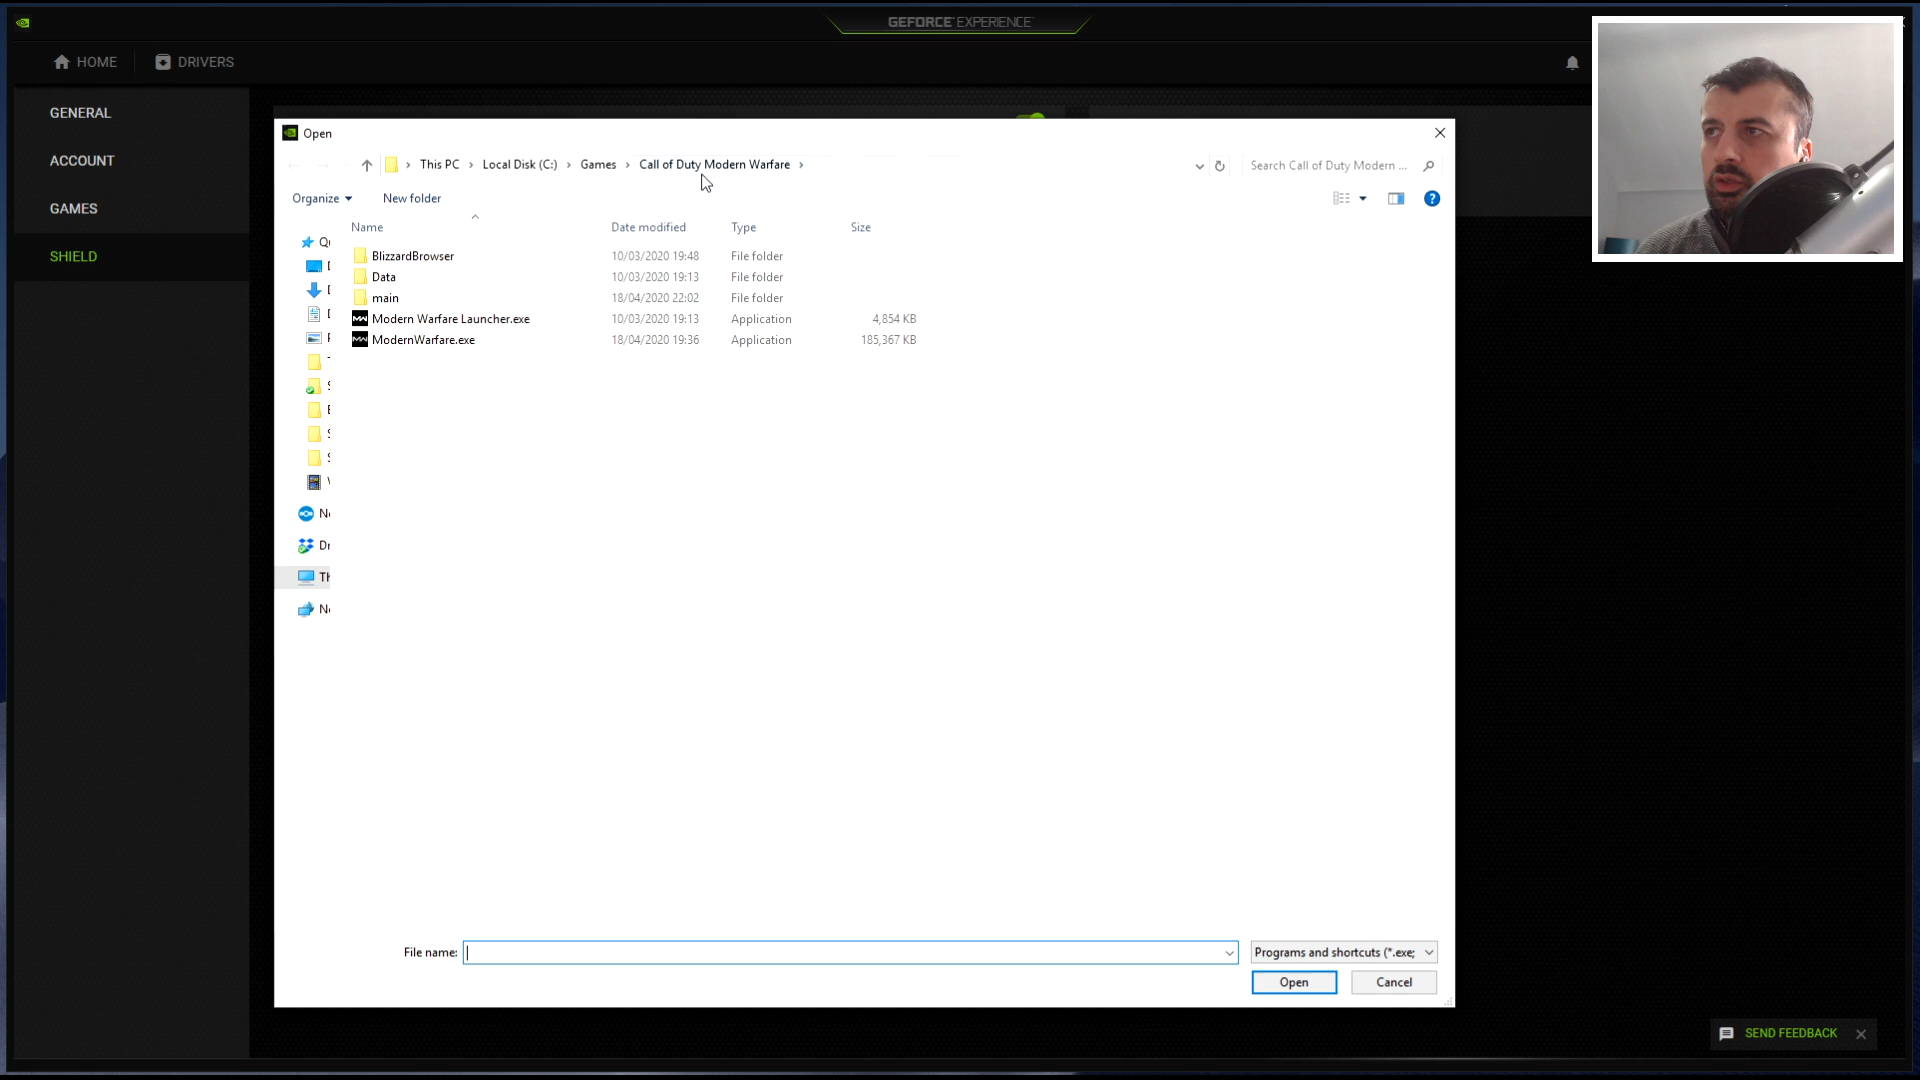 GEFORCE EXPERIENCE
HOME
DRIVERS
GENERAL
ACCOUNT
GAMES
SHIELD
Open
This PC > Local Disk (C:) > Games > Call of Duty Modern Warfare >
Search Call of Duty Modern ...
Organize
New folder
Name Date modified Type Size
BlizzardBrowser 10/03/2020 19:48 File folder
Data 10/03/2020 19:13 File folder
main 18/04/2020 22:02 File folder
Modern Warfare Launcher.exe 10/03/2020 19:13 Application 4,854 KB
ModernWarfare.exe 18/04/2020 19:36 Application 185,367 KB
File name:
Programs and shortcuts (*.exe;
Open
Cancel
SEND FEEDBACK